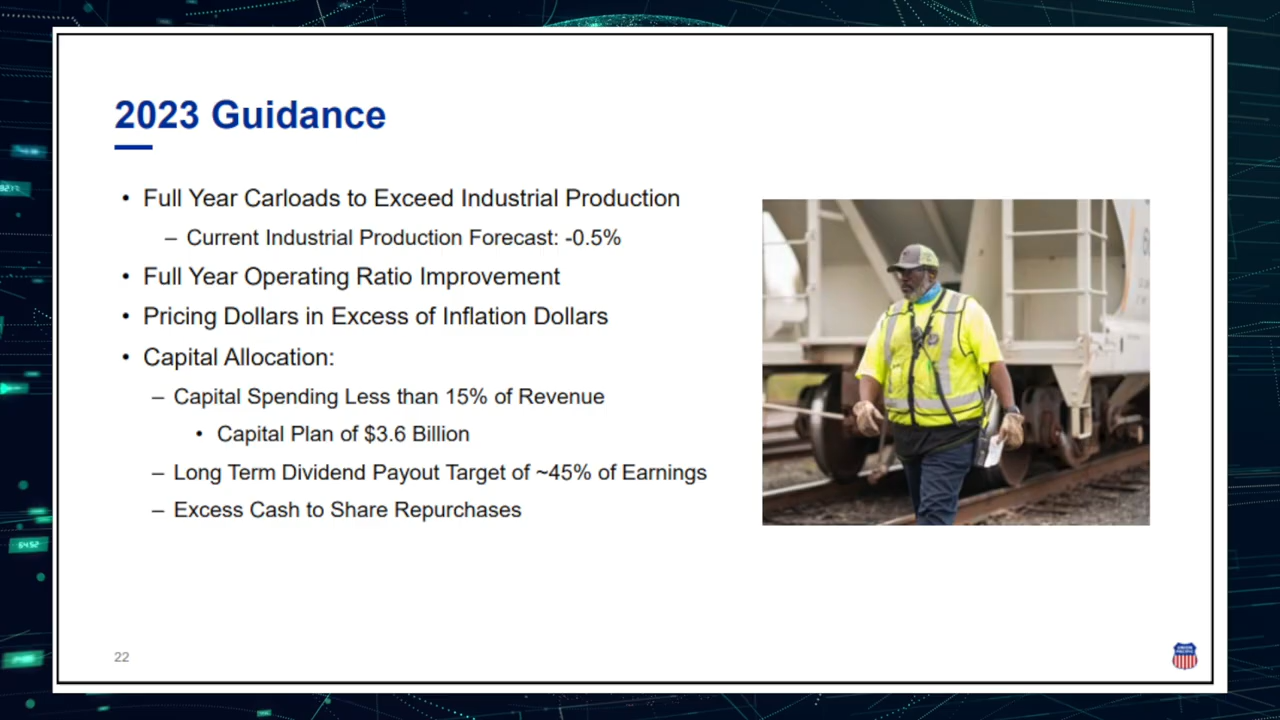 2023 Guidance
• Full Year Carloads to Exceed Industrial Production
– Current Industrial Production Forecast: -0.5%
• Full Year Operating Ratio Improvement
• Pricing Dollars in Excess of Inflation Dollars
• Capital Allocation:
– Capital Spending Less than 15% of Revenue
• Capital Plan of $3.6 Billion
– Long Term Dividend Payout Target of ~45% of Earnings
– Excess Cash to Share Repurchases
22
UNION
PACIFIC